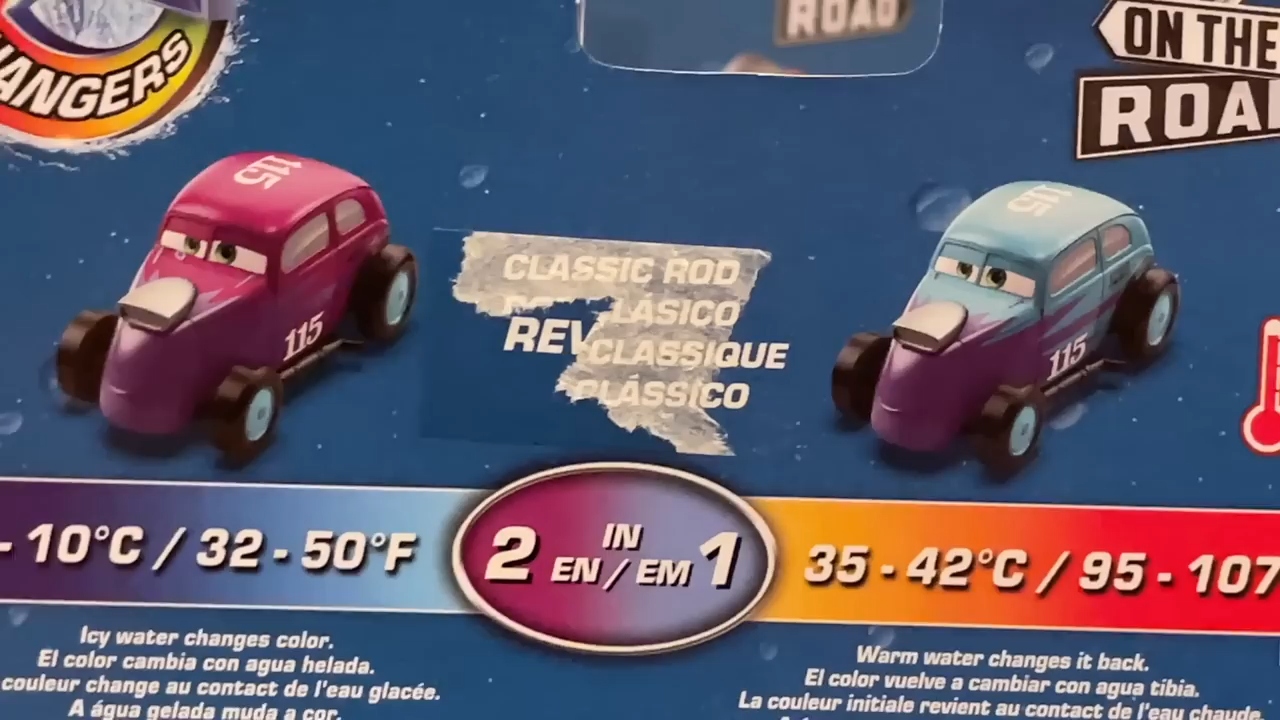 ROAD
ON THE
ROA
ANGERS
115
115
115
115
CLASSIC ROD
LÁSICO
REV CLASSIQUE
CLÁSSICO
- 10°C / 32 - 50°F
2 IN 1
EN / EM
35 - 42°C / 95 - 107
Icy water changes color.
El color cambia con agua helada.
couleur change au contact de l'eau glacée.
A água gelada muda a cor.
Warm water changes it back.
El color vuelve a cambiar con agua tibia.
La couleur initiale revient au contact de l'eau chaude.